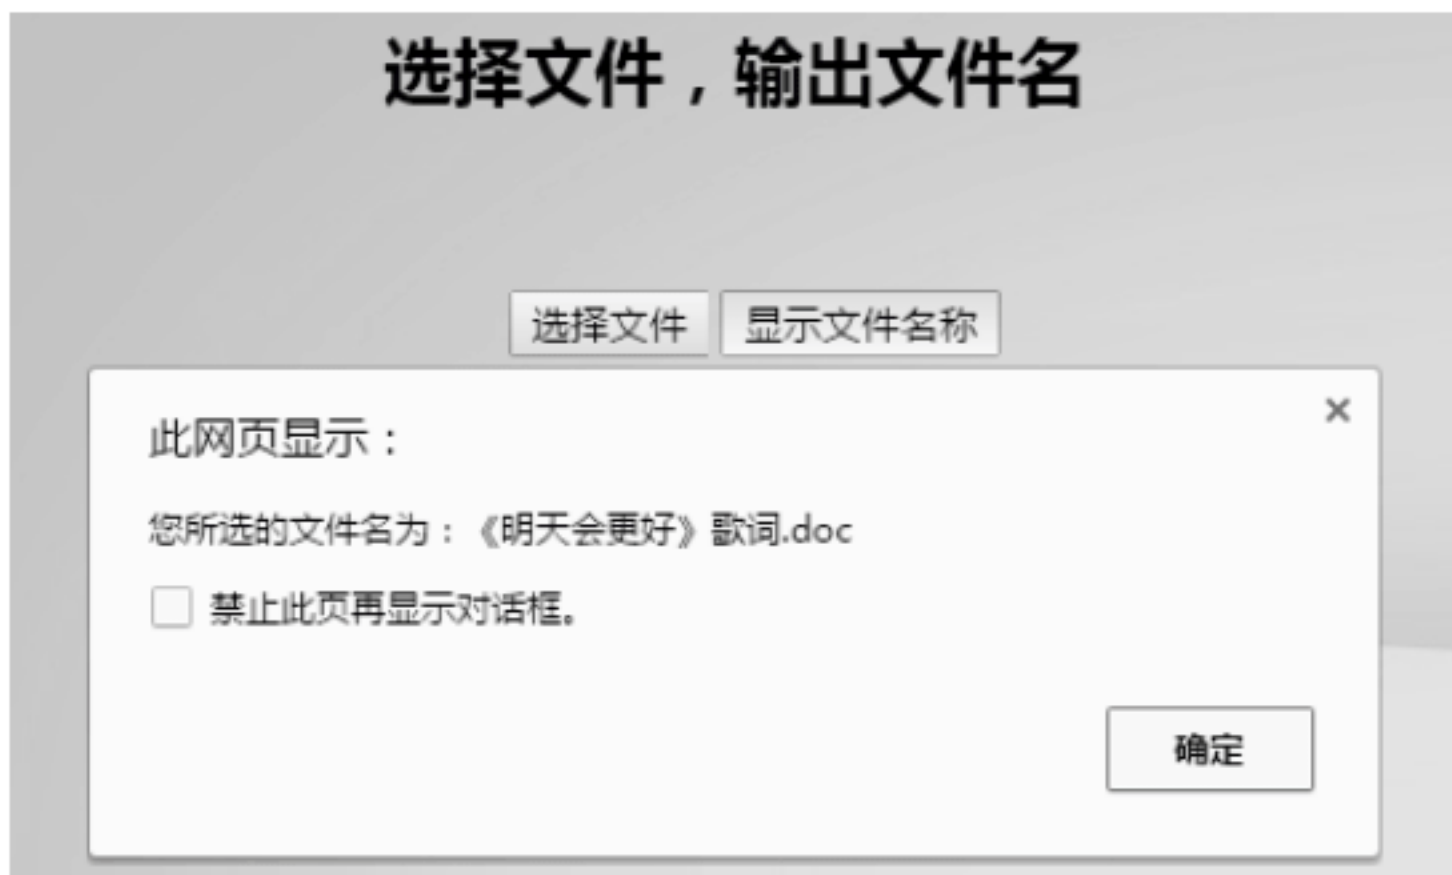 选择文件，输出文件名
选择文件 显示文件名称
此网页显示：
您所选的文件名为：《明天会更好》歌词.doc
禁止此页再显示对话框。
确定